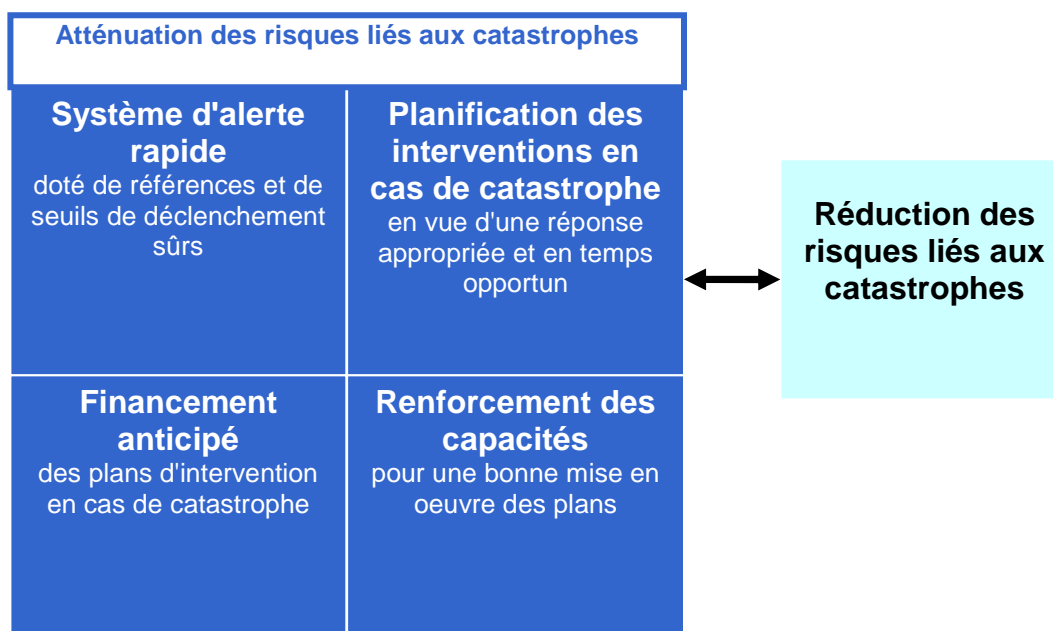 Atténuation des risques liés aux catastrophes
Système d'alerte
rapide
doté de références et de
seuils de déclenchement
sûrs
Planification des
interventions en
cas de catastrophe
en vue d'une réponse
appropriée et en temps
opportun
Financement
anticipé
des plans d'intervention
en cas de catastrophe
Renforcement des
capacités
pour une bonne mise en
oeuvre des plans
Réduction des
risques liés aux
catastrophes